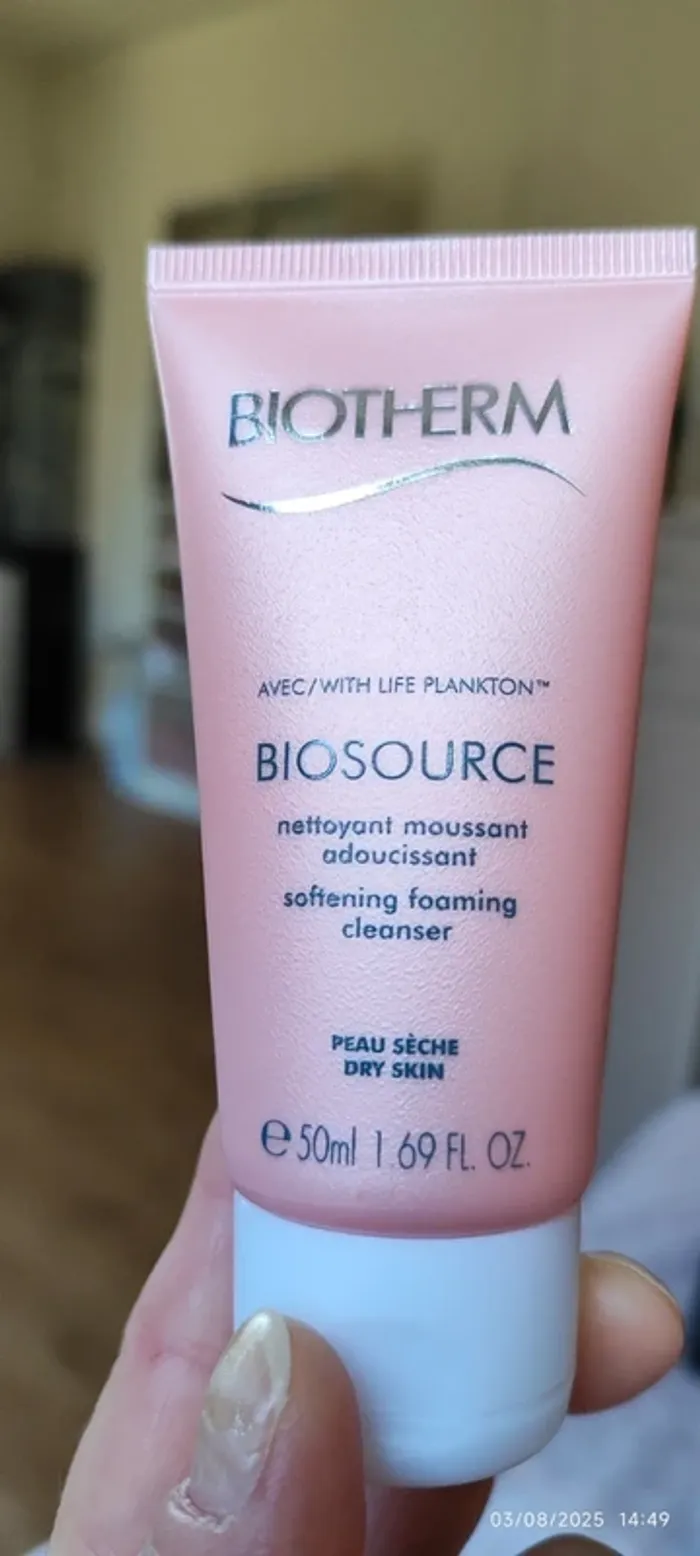 BIOTHERM
AVEC/WITH LIFE PLANKTON™
BIOSOURCE
nettoyant moussant
adoucissant
softening foaming
cleanser
PEAU SÈCHE
DRY SKIN
℮ 50ml 1.69 FL. OZ.
03/08/2025 14:49